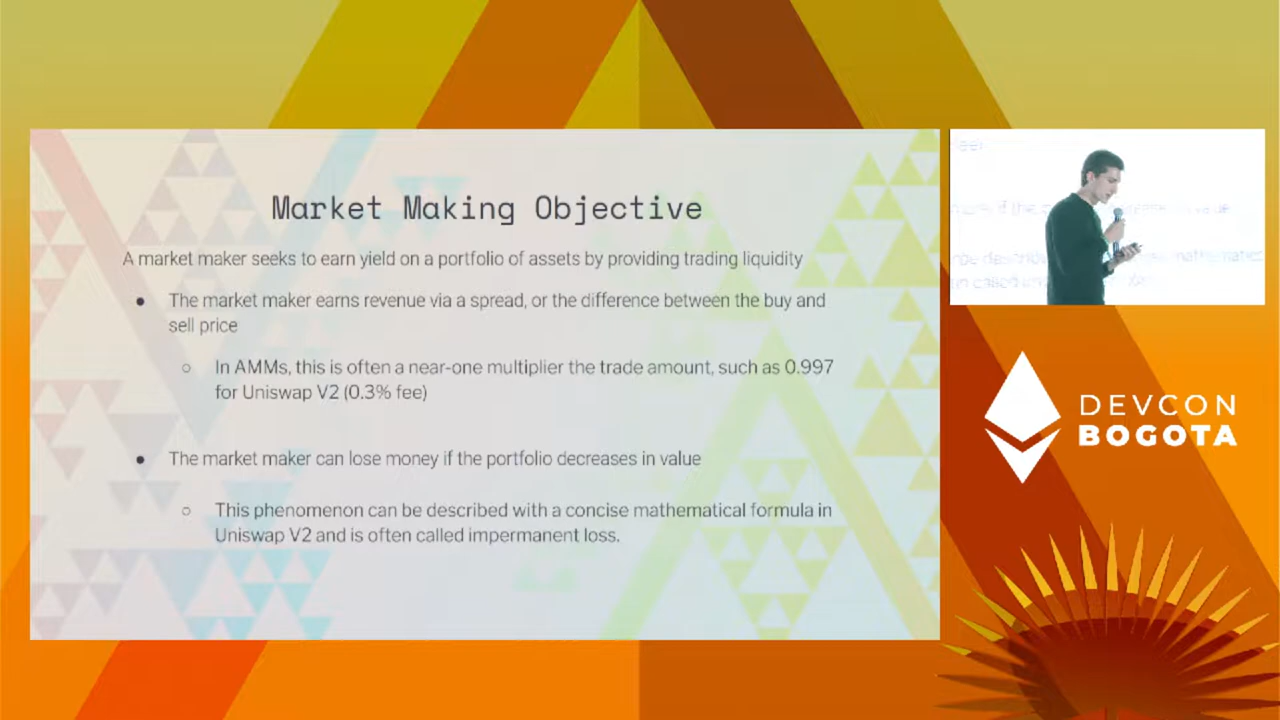 Market Making Objective
A market maker seeks to earn yield on a portfolio of assets by providing trading liquidity
● The market maker earns revenue via a spread, or the difference between the buy and
sell price
○ In AMMs, this is often a near-one multiplier the trade amount, such as 0.997
for Uniswap V2 (0.3% fee)
● The market maker can lose money if the portfolio decreases in value
○ This phenomenon can be described with a concise mathematical formula in
Uniswap V2 and is often called impermanent loss.
DEVCON
BOGOTA